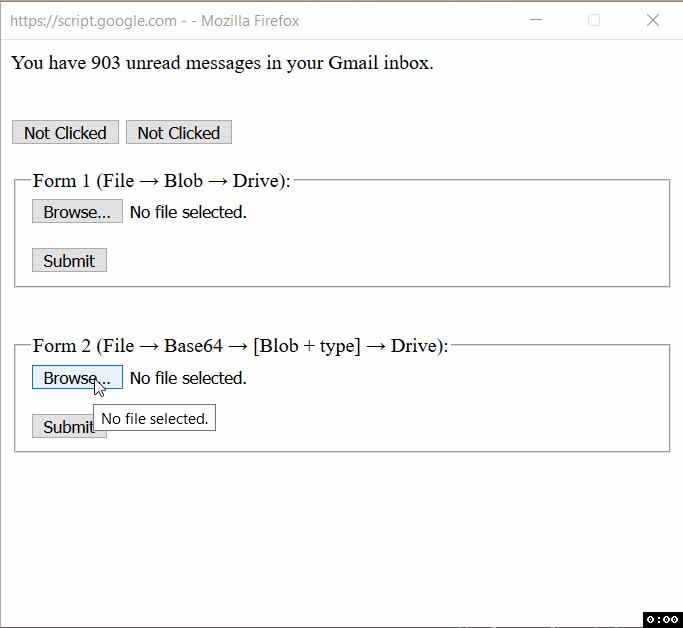 https://script.google.com - - Mozilla Firefox
You have 903 unread messages in your Gmail inbox.
Not Clicked Not Clicked
Form 1 (File → Blob → Drive):
Browse... No file selected.
Submit
Form 2 (File → Base64 → [Blob + type] → Drive):
Browse... No file selected.
No file selected.
Submit
0:00